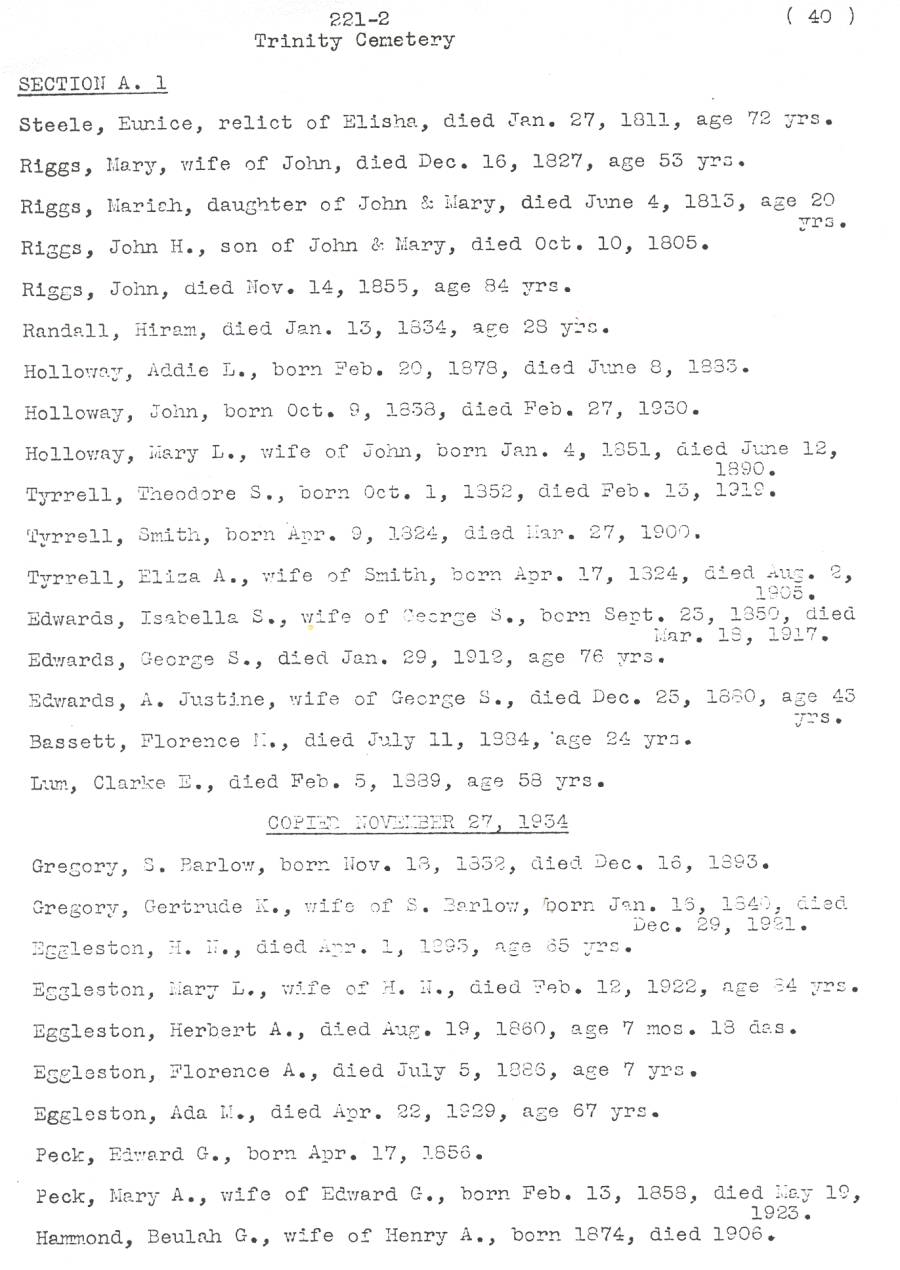 221-2
( 40 )
Trinity Cemetery
SECTION A. 1
Steele, Eunice, relict of Elisha, died Jan. 27, 1811, age 72 yrs.
Riggs, Mary, wife of John, died Dec. 16, 1827, age 53 yrs.
Riggs, Marich, daughter of John & Mary, died June 4, 1813, age 20
yrs.
Riggs, John H., son of John & Mary, died Oct. 10, 1805.
Riggs, John, died Nov. 14, 1855, age 84 yrs.
Randall, Hiram, died Jan. 13, 1834, age 28 yrs.
Holloway, Addie L., born Feb. 20, 1878, died June 8, 1883.
Holloway, John, born Oct. 9, 1838, died Feb. 27, 1930.
Holloway, Mary L., wife of John, born Jan. 4, 1851, died June 12,
1890.
Tyrrell, Theodore S., born Oct. 1, 1852, died Feb. 13, 1919.
Tyrrell, Smith, born Apr. 9, 1824, died Mar. 27, 1900.
Tyrrell, Eliza A., wife of Smith, born Apr. 17, 1824, died Aug. 2,
1905.
Edwards, Isabella S., wife of George S., born Sept. 23, 1850, died
Mar. 18, 1917.
Edwards, George S., died Jan. 29, 1912, age 76 yrs.
Edwards, A. Justine, wife of George S., died Dec. 25, 1880, age 43
yrs.
Bassett, Florence M., died July 11, 1884, age 24 yrs.
Lum, Clarke E., died Feb. 5, 1889, age 58 yrs.
COPIED NOVEMBER 27, 1934
Gregory, S. Barlow, born Nov. 18, 1832, died Dec. 16, 1893.
Gregory, Gertrude K., wife of S. Barlow, born Jan. 16, died
Dec. 29, 1921.
Eggleston, H. N., died Apr. 1, 1893, age 65 yrs.
Eggleston, Mary L., wife of H. N., died Feb. 12, 1922, age 84 yrs.
Eggleston, Herbert A., died Aug. 19, 1860, age 7 mos. 18 das.
Eggleston, Florence A., died July 5, 1886, age 7 yrs.
Eggleston, Ada M., died Apr. 22, 1929, age 67 yrs.
Peck, Edward G., born Apr. 17, 1856.
Peck, Mary A., wife of Edward G., born Feb. 13, 1858, died May 19,
1923.
Hammond, Beulah G., wife of Henry A., born 1874, died 1906.